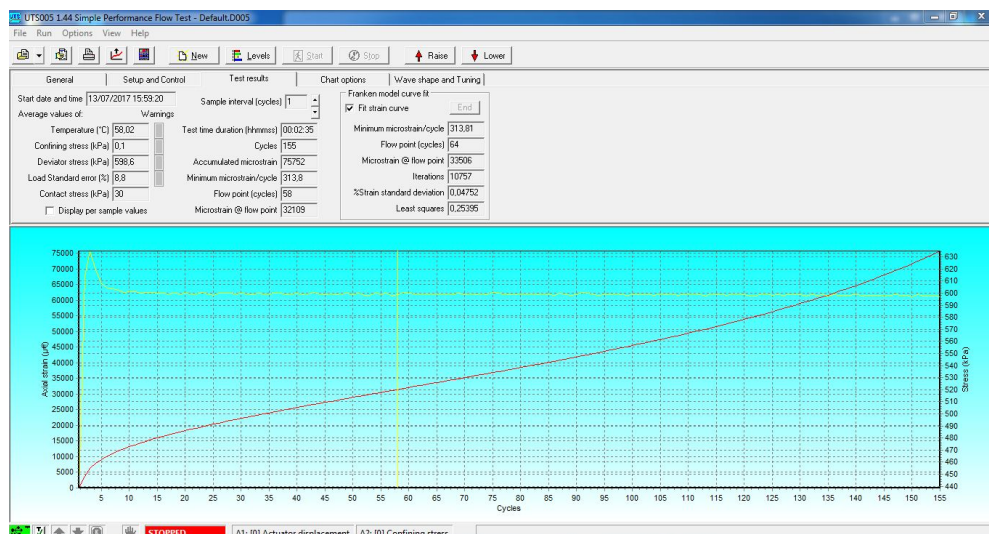 UTS005 1.44 Simple Performance Flow Test - Default.D005
File Run Options View Help
New Levels Start Stop Raise Lower
General Setup and Control Test results Chart options Wave shape and Tuning
Start date and time 13/07/2017 15:59:20
Average values of: Warnings
Temperature (°C) 58,02
Confining stress (kPa) 0,1
Deviator stress (kPa) 598,6
Load Standard error (%) 8,8
Contact stress (kPa) 30
Display per sample values
Sample interval (cycles) 1
Test time duration (hhmmss) 00:02:35
Cycles 155
Accumulated microstrain 75752
Minimum microstrain/cycle 313,8
Flow point (cycles) 58
Microstrain @ flow point 32109
Franken model curve fit
Fit strain curve End
Minimum microstrain/cycle 313,81
Flow point (cycles) 64
Microstrain @ flow point 33506
Iterations 10757
%Strain standard deviation 0,04752
Least squares 0,25395
Axial strain (µε)
75000
70000
65000
60000
55000
50000
45000
40000
35000
30000
25000
20000
15000
10000
5000
0
630
620
610
600
590
580
570
560
550
540
530
520
510
500
490
480
470
460
450
440
Stress (kPa)
5 10 15 20 25 30 35 40 45 50 55 60 65 70 75 80 85 90 95 100 105 110 115 120 125 130 135 140 145 150 155
Cycles
STOPPED A1: [0] Actuator displacement A2: [0] Confining stress